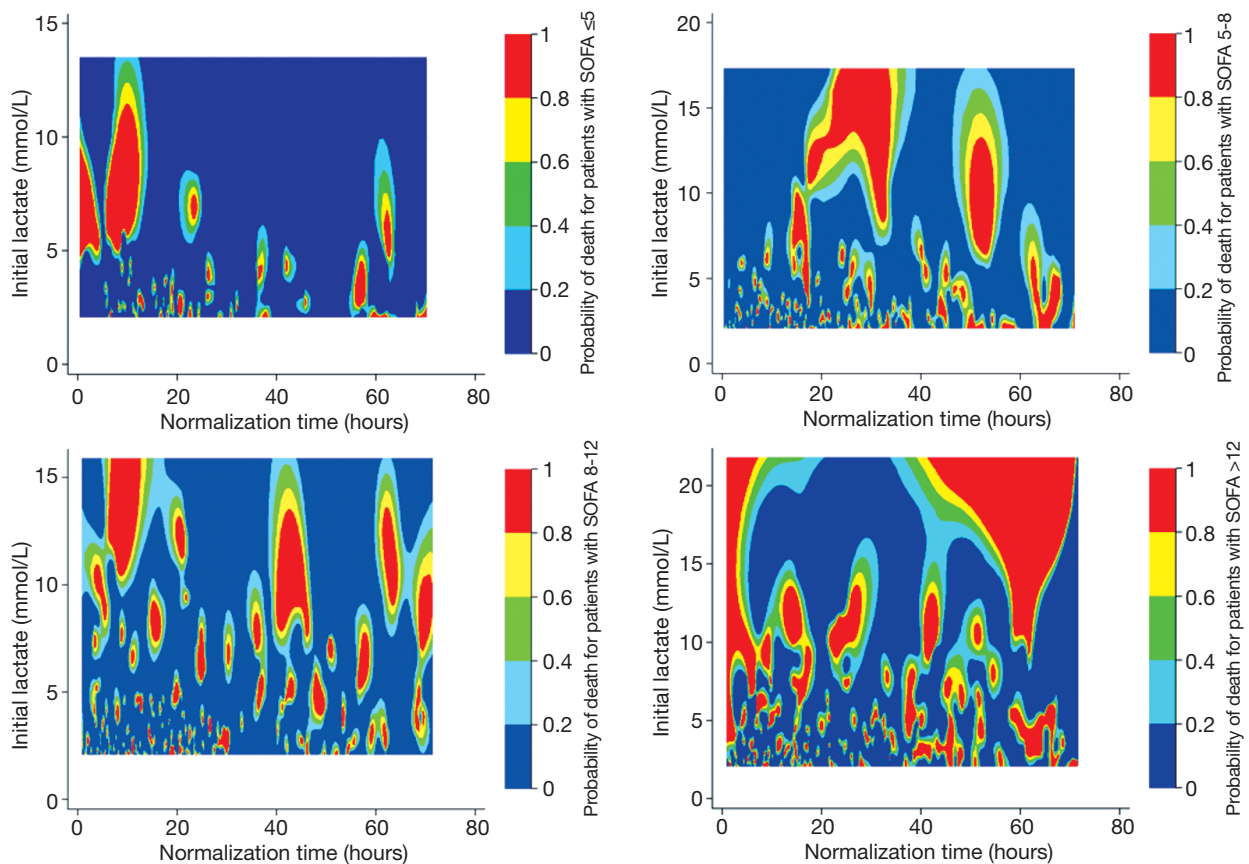 15
10
5
0
Initial lactate (mmol/L)
0 20 40 60 80
Normalization time (hours)
1
0.8
0.6
0.4
0.2
0
Probability of death for patients with SOFA ≤5
20
15
10
5
0
Initial lactate (mmol/L)
0 20 40 60 80
Normalization time (hours)
1
0.8
0.6
0.4
0.2
0
Probability of death for patients with SOFA 5-8
15
10
5
0
Initial lactate (mmol/L)
0 20 40 60 80
Normalization time (hours)
1
0.8
0.6
0.4
0.2
0
Probability of death for patients with SOFA 8-12
20
15
10
5
0
Initial lactate (mmol/L)
0 20 40 60 80
Normalization time (hours)
1
0.8
0.6
0.4
0.2
0
Probability of death for patients with SOFA >12